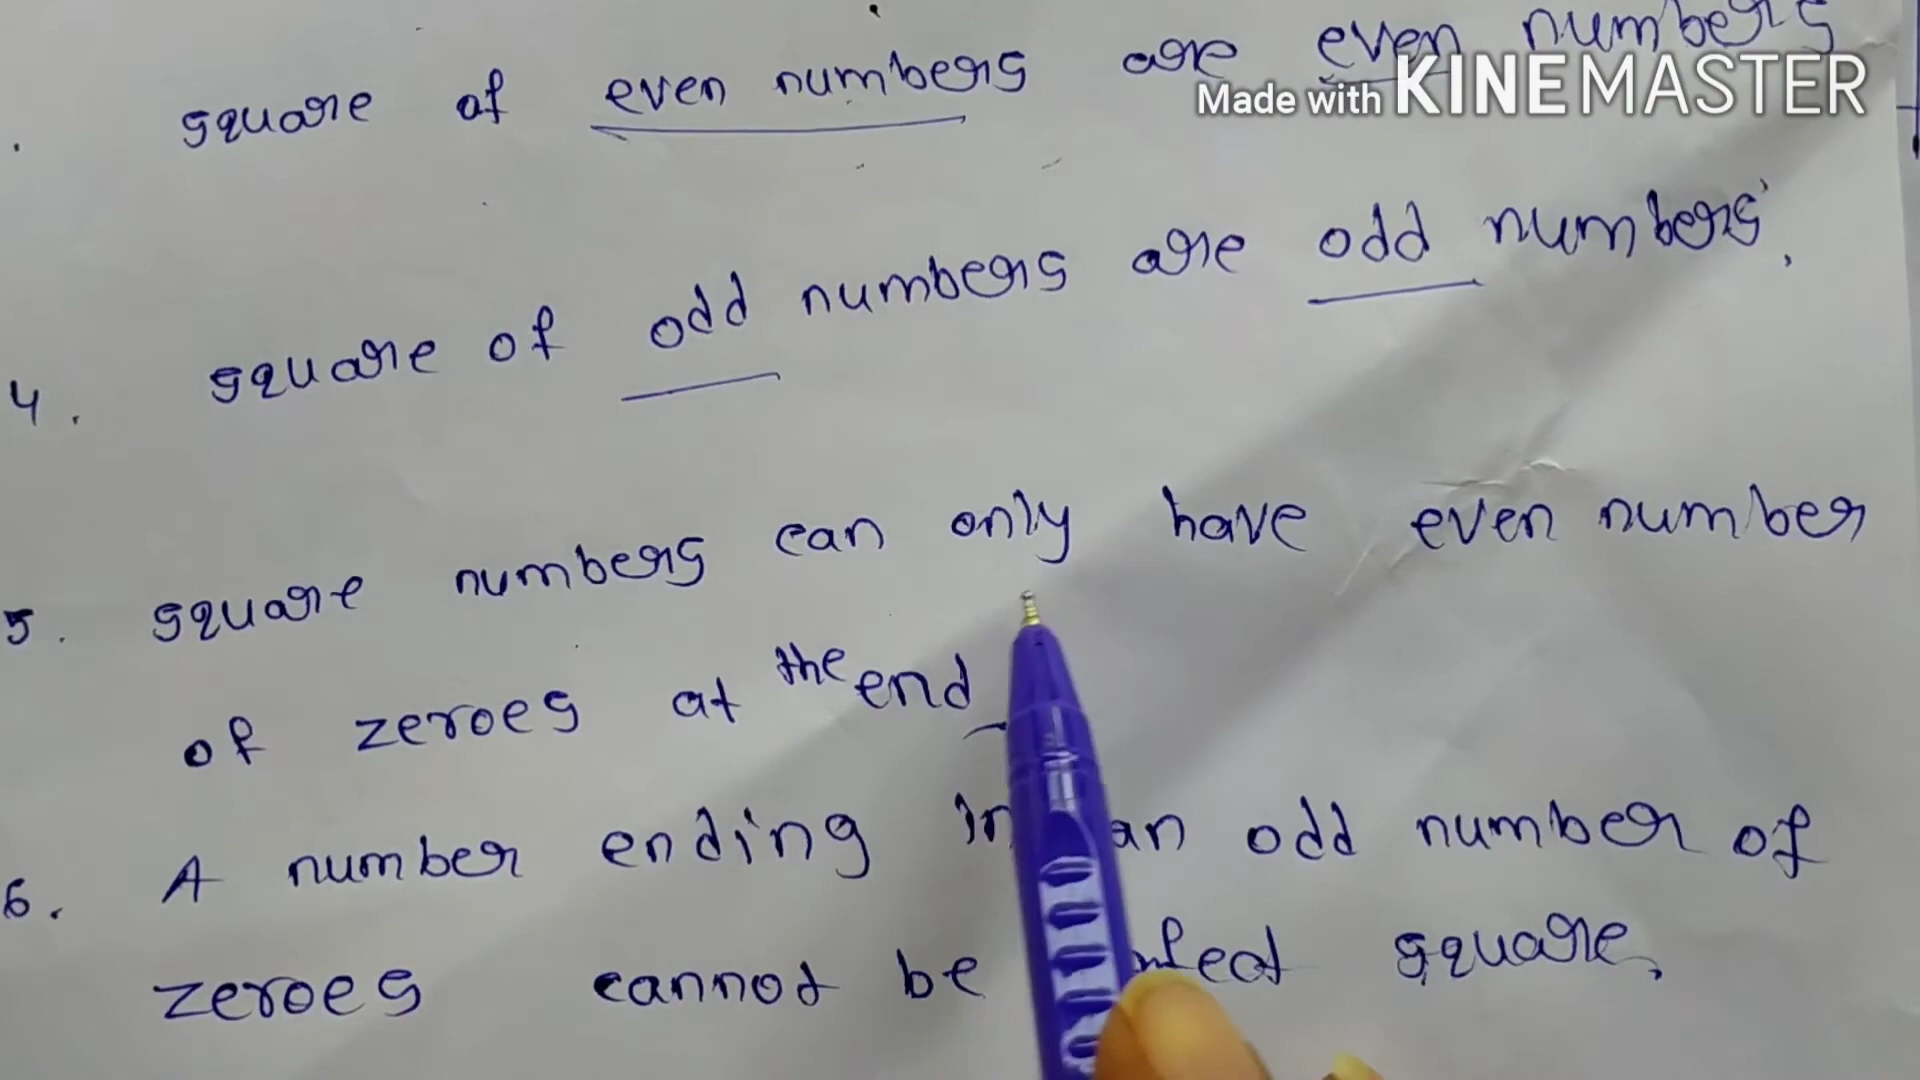 square of even numbers are even numbers
Made with KINEMASTER
4. square of odd numbers are odd numbers.
5. square numbers can only have even number
of zeroes at the end
6. A number ending in an odd number of
zeroes cannot be square.